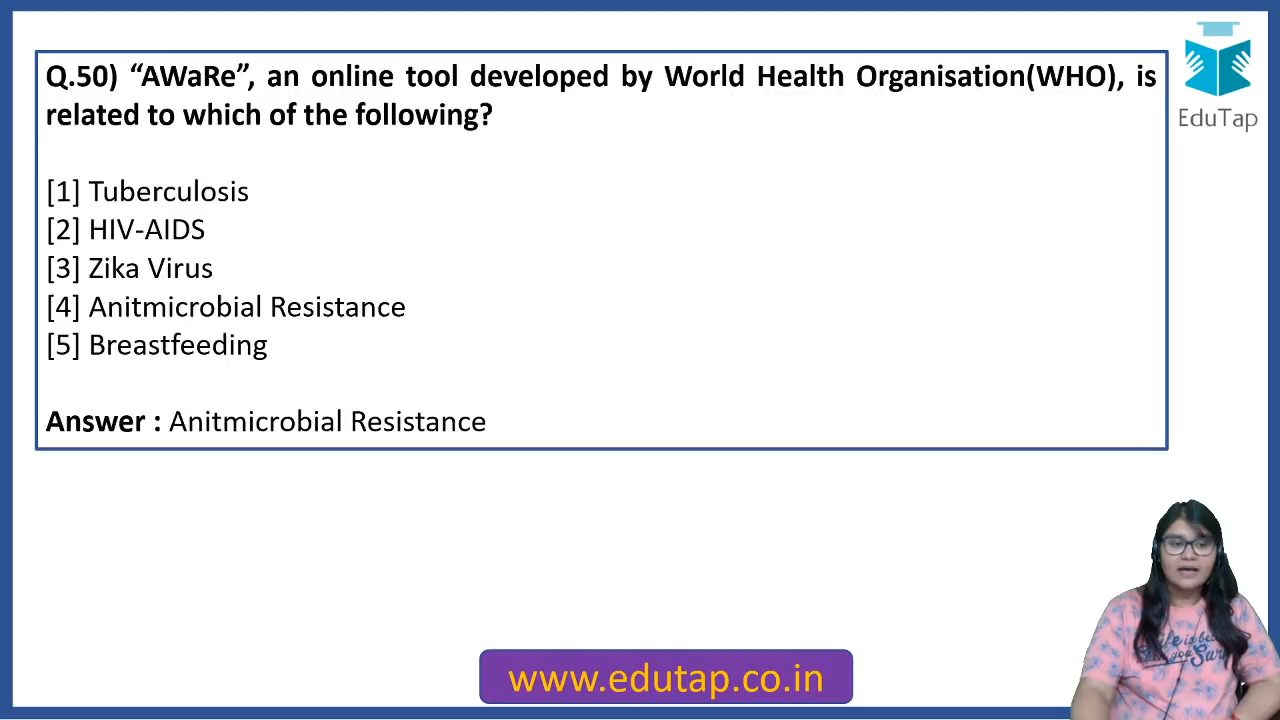 Q.50) “AWaRe”, an online tool developed by World Health Organisation(WHO), is
related to which of the following?
[1] Tuberculosis
[2] HIV-AIDS
[3] Zika Virus
[4] Anitmicrobial Resistance
[5] Breastfeeding
Answer : Anitmicrobial Resistance
EduTap
www.edutap.co.in